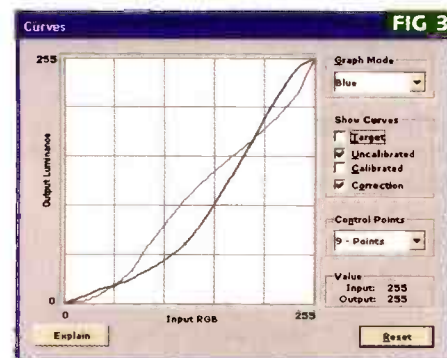 FIG 3
Curves
255
Output Luminance
0
0
Input RGB
255
Explain
Graph Mode
Blue
Show Curves
Target
Uncalibrated
Calibrated
Correction
Control Points
9 - Points
Value
Input: 255
Output: 255
Reset